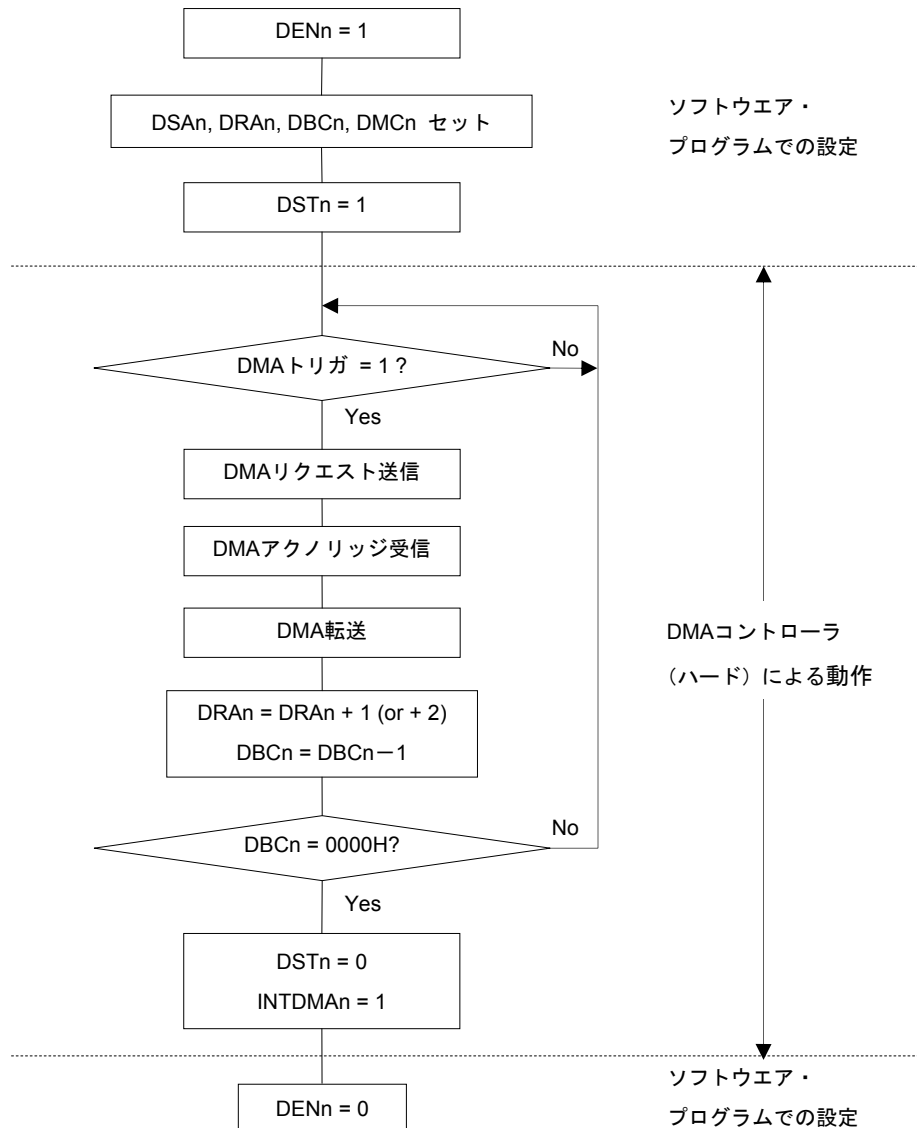 DENn = 1
DSAn, DRAn, DBCn, DMCn セット
ソフトウエア・
プログラムでの設定
DSTn = 1
DMAトリガ = 1 ?
No
Yes
DMAリクエスト送信
DMAアクノリッジ受信
DMA転送
DMAコントローラ
(ハード) による動作
DRAn = DRAn + 1 (or + 2)
DBCn = DBCn－1
DBCn = 0000H?
No
Yes
DSTn = 0
INTDMAn = 1
DENn = 0
ソフトウエア・
プログラムでの設定